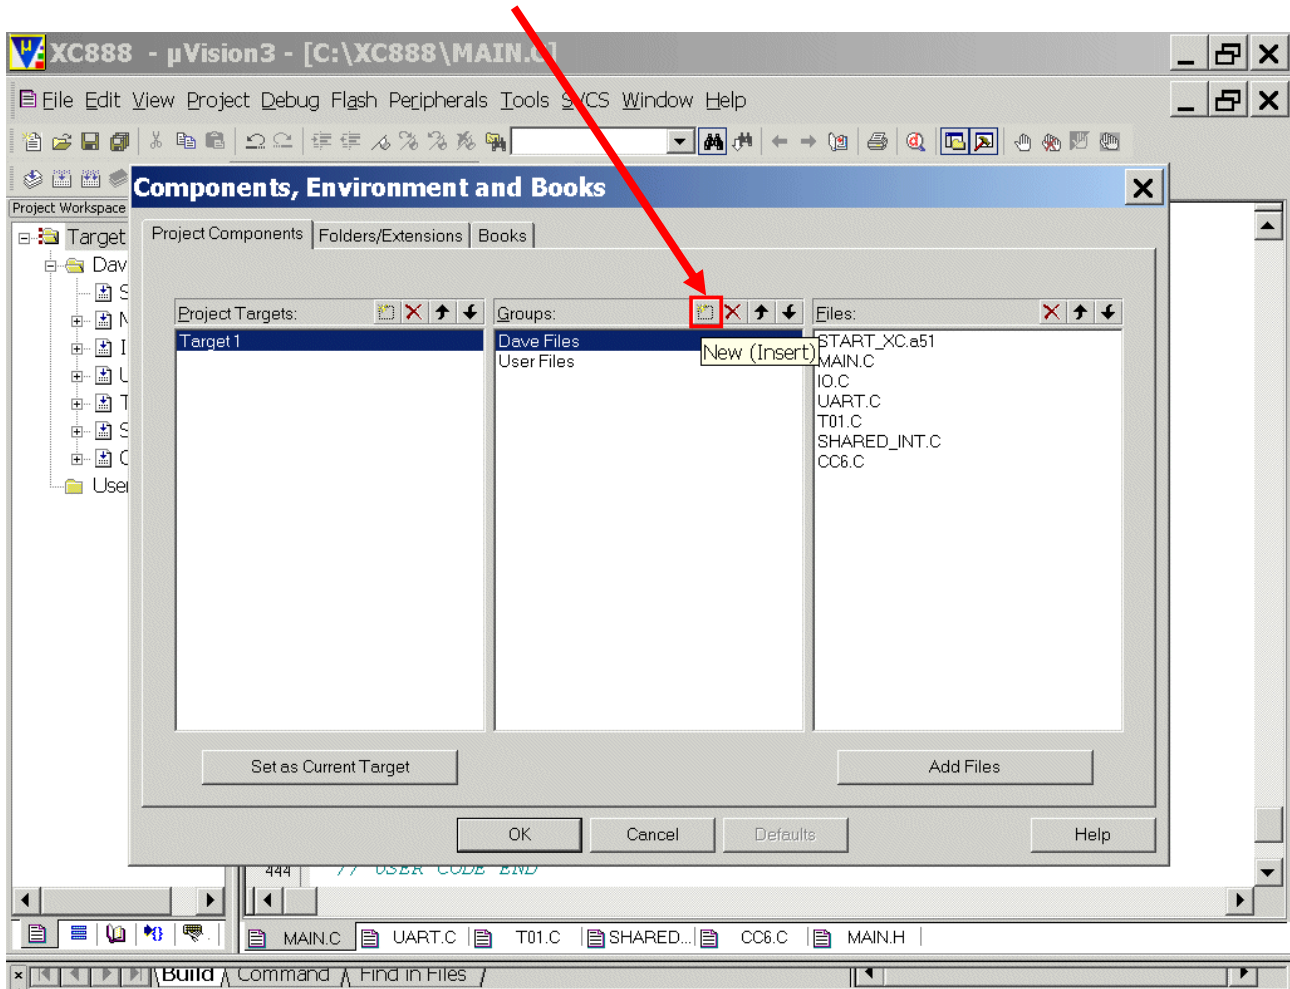 XC888 - µVision3 - [C:\XC888\MAIN.C]
File Edit View Project Debug Flash Peripherals Tools SVCS Window Help
Project Workspace
Components, Environment and Books
Project Components Folders/Extensions Books
Target
Dav
S
M
I
U
T
S
C
User
Project Targets: Groups: Files:
Target 1
Dave Files
User Files
New (Insert)
START_XC.a51
MAIN.C
IO.C
UART.C
T01.C
SHARED_INT.C
CC6.C
Set as Current Target Add Files
OK Cancel Defaults Help
444 // USER CODE END
MAIN.C UART.C T01.C SHARED... CC6.C MAIN.H
Build Command Find in Files